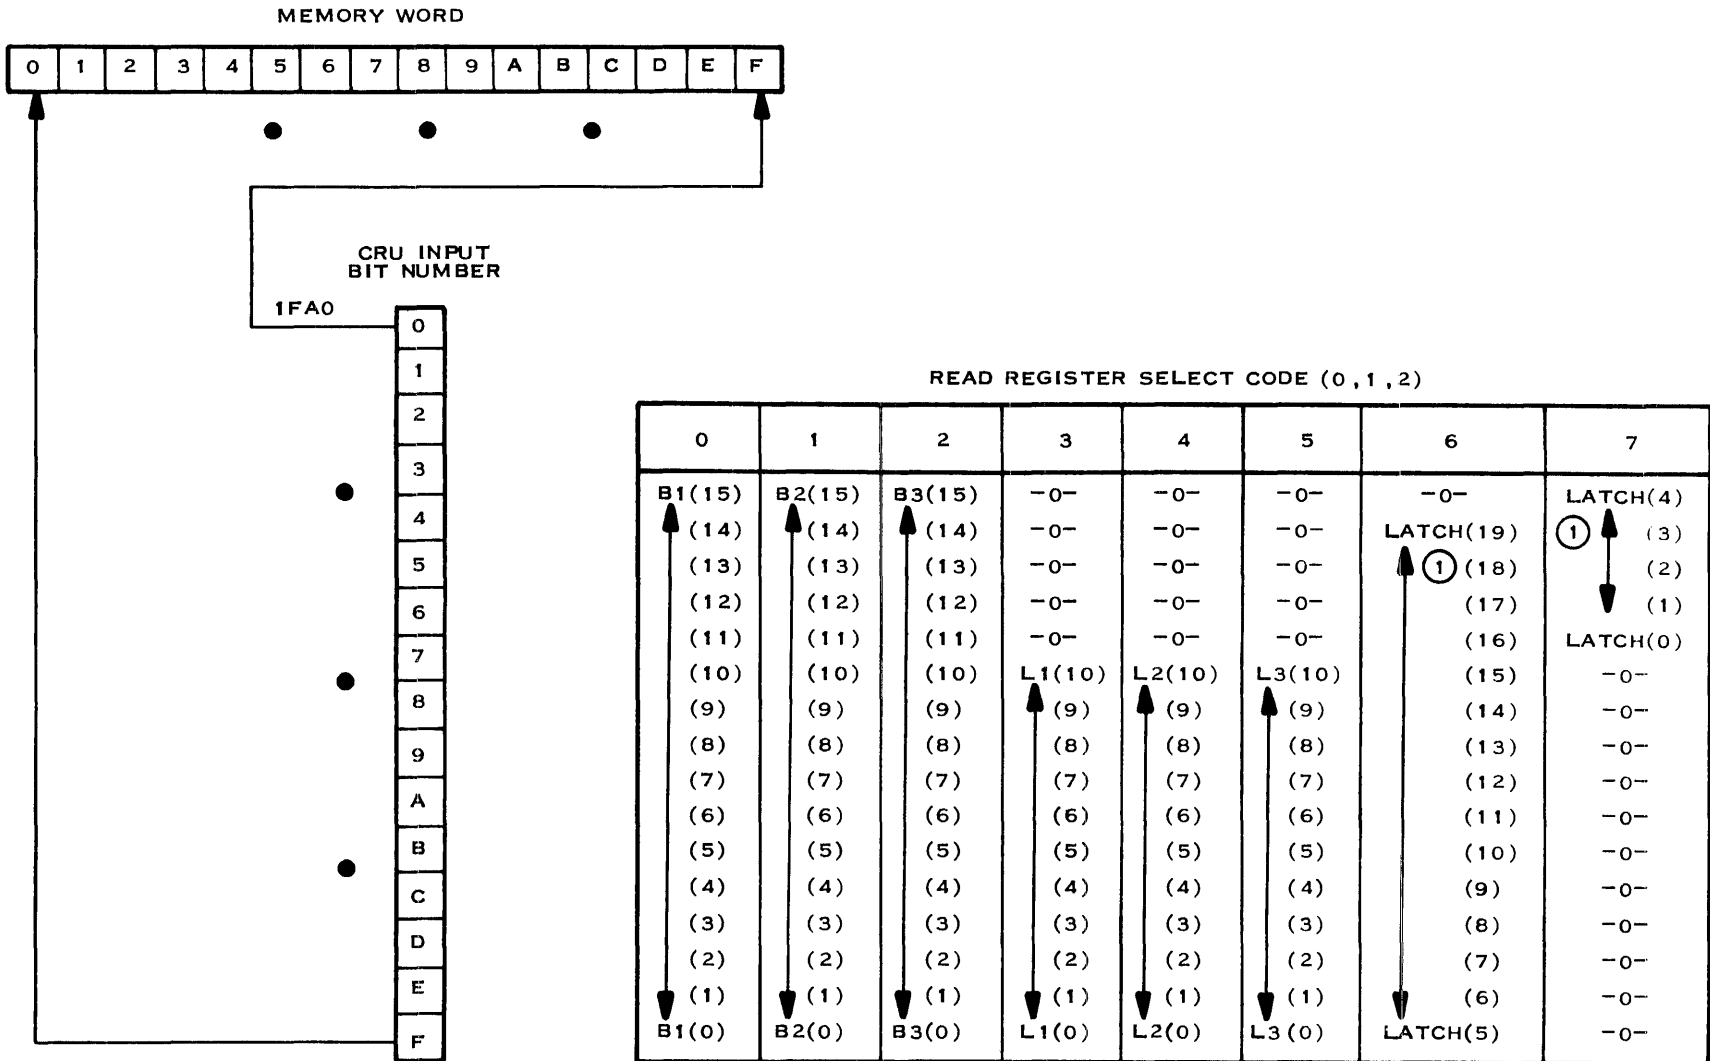 MEMORY WORD
0 1 2 3 4 5 6 7 8 9 A B C D E F
CRU INPUT
BIT NUMBER
1FA0
0
1
2
3
4
5
6
7
8
9
A
B
C
D
E
F
READ REGISTER SELECT CODE (0,1,2)
0 1 2 3 4 5 6 7
B1(15) B2(15) B3(15) -0- -0- -0- -0- LATCH(4)
(14) (14) (14) -0- -0- -0- LATCH(19) 1 (3)
(13) (13) (13) -0- -0- -0- 1 (18) (2)
(12) (12) (12) -0- -0- -0- (17) (1)
(11) (11) (11) -0- -0- -0- (16) LATCH(0)
(10) (10) (10) L1(10) L2(10) L3(10) (15) -0-
(9) (9) (9) (9) (9) (9) (14) -0-
(8) (8) (8) (8) (8) (8) (13) -0-
(7) (7) (7) (7) (7) (7) (12) -0-
(6) (6) (6) (6) (6) (6) (11) -0-
(5) (5) (5) (5) (5) (5) (10) -0-
(4) (4) (4) (4) (4) (4) (9) -0-
(3) (3) (3) (3) (3) (3) (8) -0-
(2) (2) (2) (2) (2) (2) (7) -0-
(1) (1) (1) (1) (1) (1) (6) -0-
B1(0) B2(0) B3(0) L1(0) L2(0) L3(0) LATCH(5) -0-